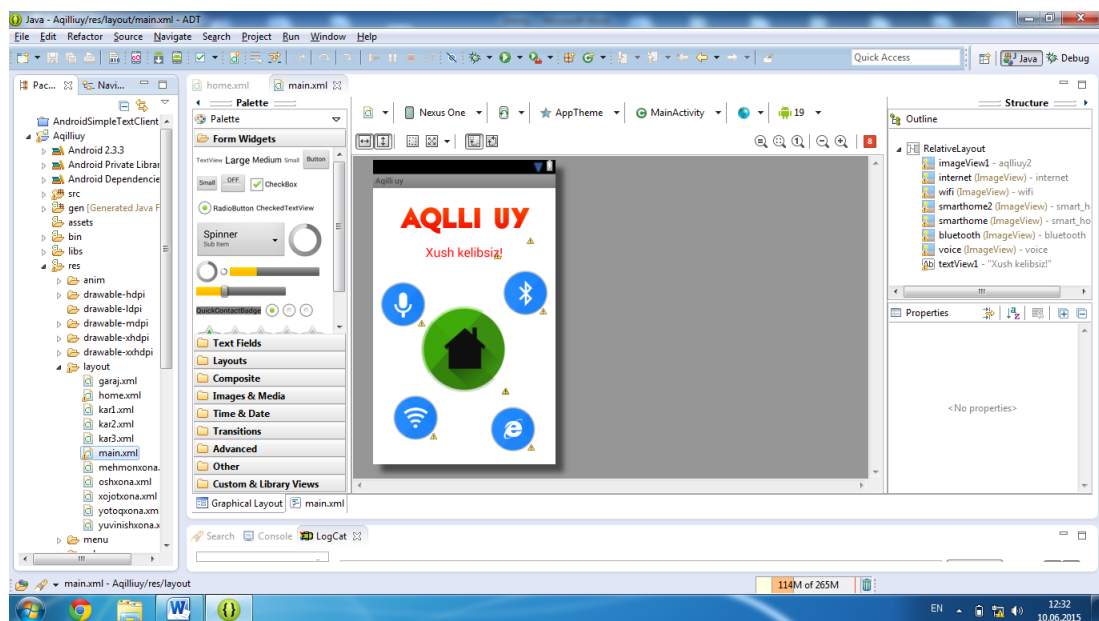 Java - Aqilliuy/res/layout/main.xml - ADT
File Edit Refactor Source Navigate Search Project Run Window Help
Quick Access
Java
Debug
Pac...
Navi...
AndroidSimpleTextClient
Aqilliuy
Android 2.3.3
Android Private Librar
Android Dependencie
src
gen [Generated Java F
assets
bin
libs
res
anim
drawable-hdpi
drawable-ldpi
drawable-mdpi
drawable-xhdpi
drawable-xxhdpi
layout
garaj.xml
home.xml
kar1.xml
kar2.xml
kar3.xml
main.xml
mehmonxona.
oshxona.xml
xojotxona.xml
yotoqxona.xm
yuvinishxona.x
menu
home.xml
main.xml
Palette
Palette
Form Widgets
TextView Large Medium Small Button
Small OFF CheckBox
RadioButton CheckedTextView
Spinner
Sub Item
QuickContactBadge
Text Fields
Layouts
Composite
Images & Media
Time & Date
Transitions
Advanced
Other
Custom & Library Views
Graphical Layout
main.xml
Nexus One
AppTheme
MainActivity
19
8
Aqilli uy
AQLLI UY
Xush kelibsiz!
Structure
Outline
RelativeLayout
imageView1 - aqlliuy2
internet (ImageView) - internet
wifi (ImageView) - wifi
smarthome2 (ImageView) - smart_h
smarthome (ImageView) - smart_ho
bluetooth (ImageView) - bluetooth
voice (ImageView) - voice
Ab textView1 - "Xush kelibsiz!"
Properties
<No properties>
Search
Console
LogCat
main.xml - Aqilliuy/res/layout
114M of 265M
EN
12:32
10.06.2015